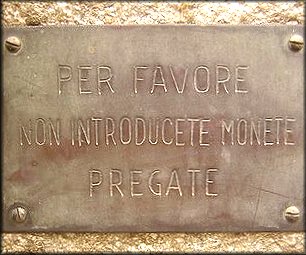 PER FAVORE
NON INTRODUCETE MONETE
PREGATE